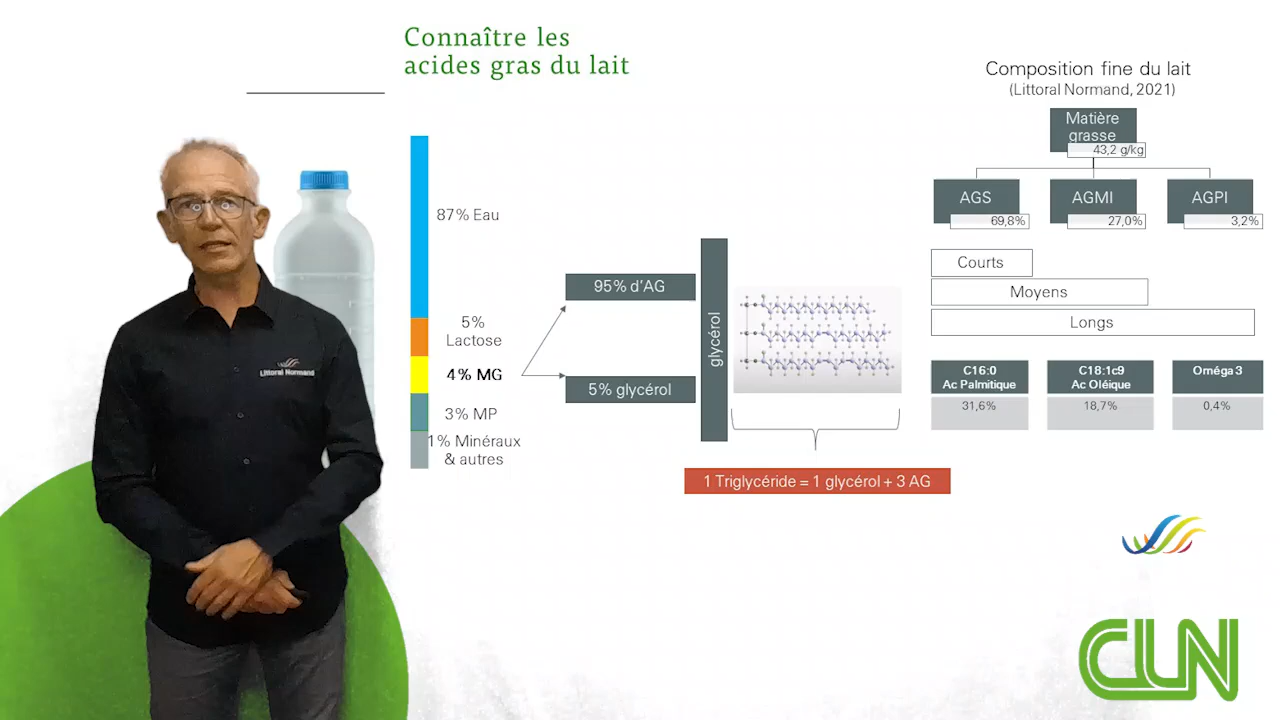 Connaître les
acides gras du lait
87% Eau
5%
Lactose
4% MG
3% MP
1% Minéraux
& autres
95% d'AG
5% glycérol
glycérol
1 Triglycéride = 1 glycérol + 3 AG
Composition fine du lait
(Littoral Normand, 2021)
Matière
grasse
43,2 g/kg
AGS
69,8%
AGMI
27,0%
AGPI
3,2%
Courts
Moyens
Longs
C16:0
Ac Palmitique
31,6%
C18:1c9
Ac Oléique
18,7%
Oméga 3
0,4%
Littoral Normand
CLN